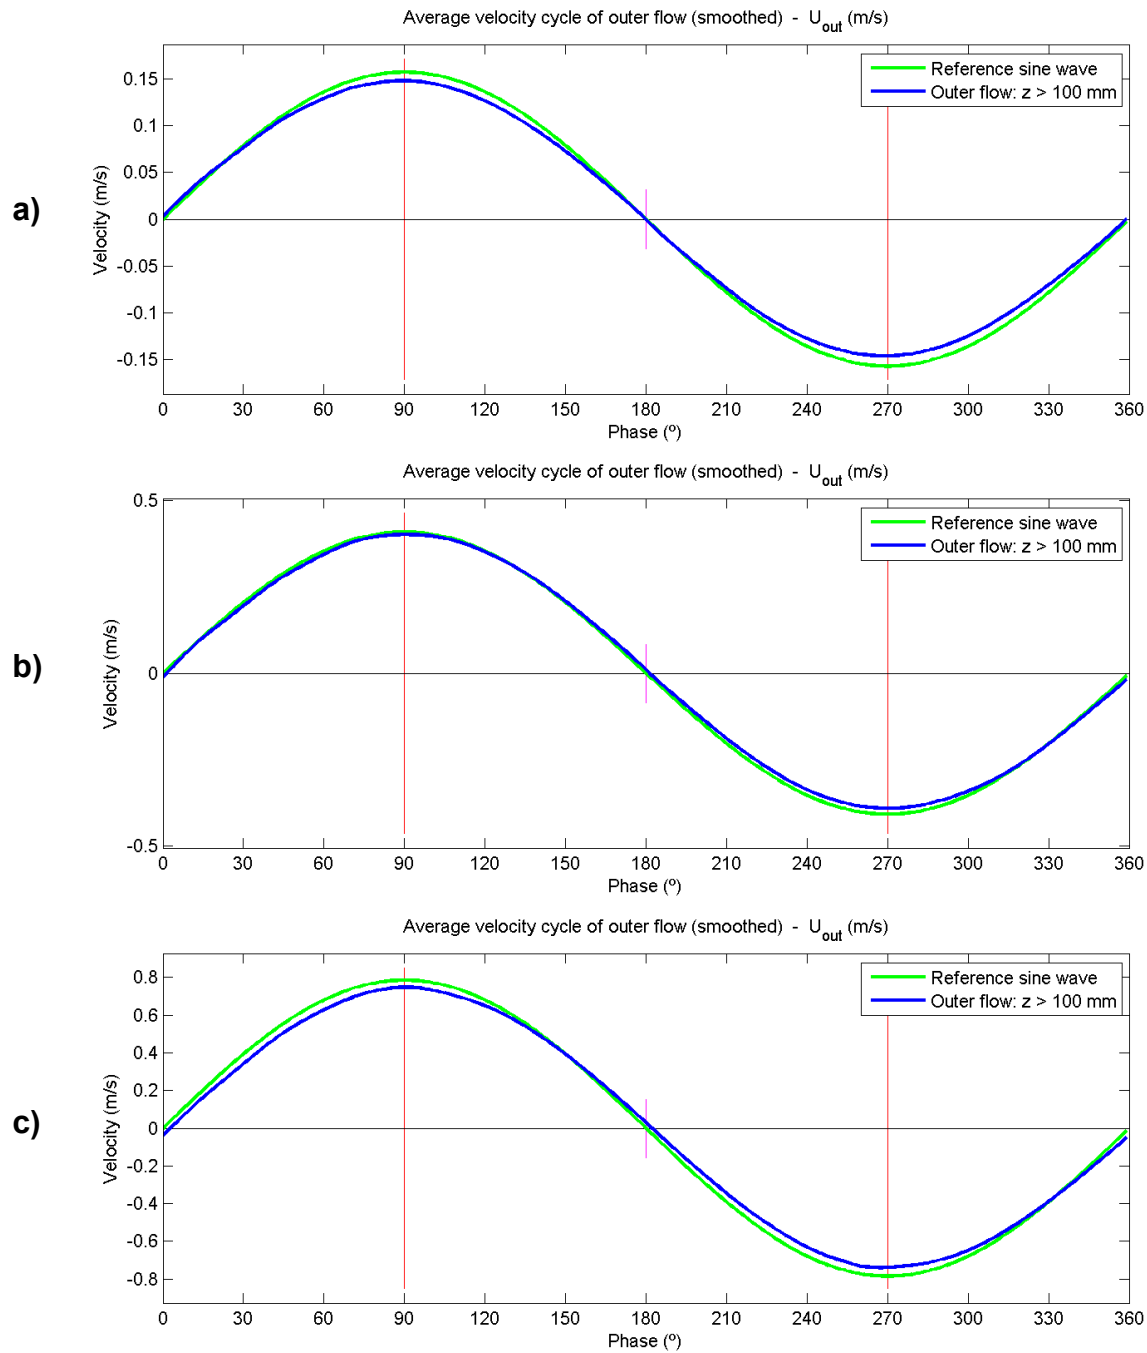 Average velocity cycle of outer flow (smoothed) - U_out (m/s)
a)
Velocity (m/s)
0.15
0.1
0.05
0
-0.05
-0.1
-0.15
Reference sine wave
Outer flow: z > 100 mm
0 30 60 90 120 150 180 210 240 270 300 330 360
Phase (º)
Average velocity cycle of outer flow (smoothed) - U_out (m/s)
b)
Velocity (m/s)
0.5
0
-0.5
Reference sine wave
Outer flow: z > 100 mm
0 30 60 90 120 150 180 210 240 270 300 330 360
Phase (º)
Average velocity cycle of outer flow (smoothed) - U_out (m/s)
c)
Velocity (m/s)
0.8
0.6
0.4
0.2
0
-0.2
-0.4
-0.6
-0.8
Reference sine wave
Outer flow: z > 100 mm
0 30 60 90 120 150 180 210 240 270 300 330 360
Phase (º)